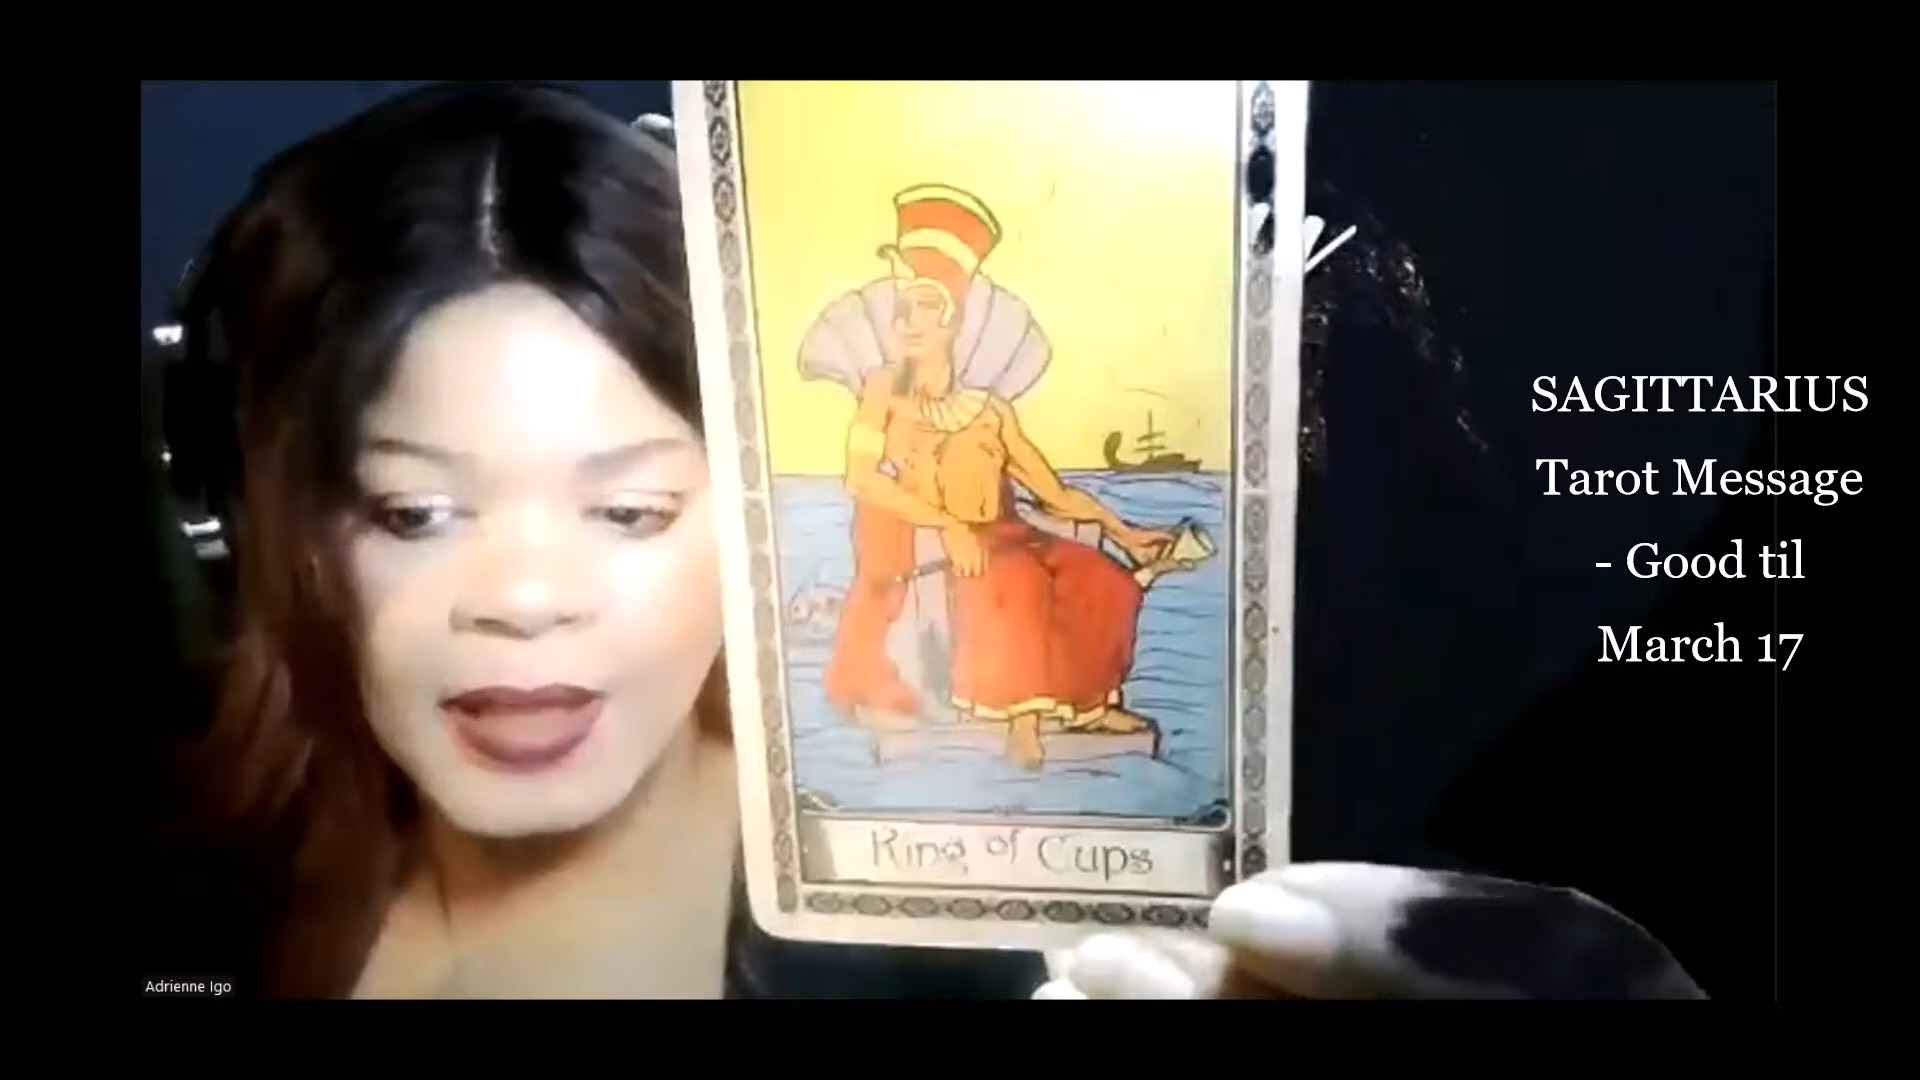 SAGITTARIUS
Tarot Message
- Good til
March 17
King of Cups
Adrienne Igo